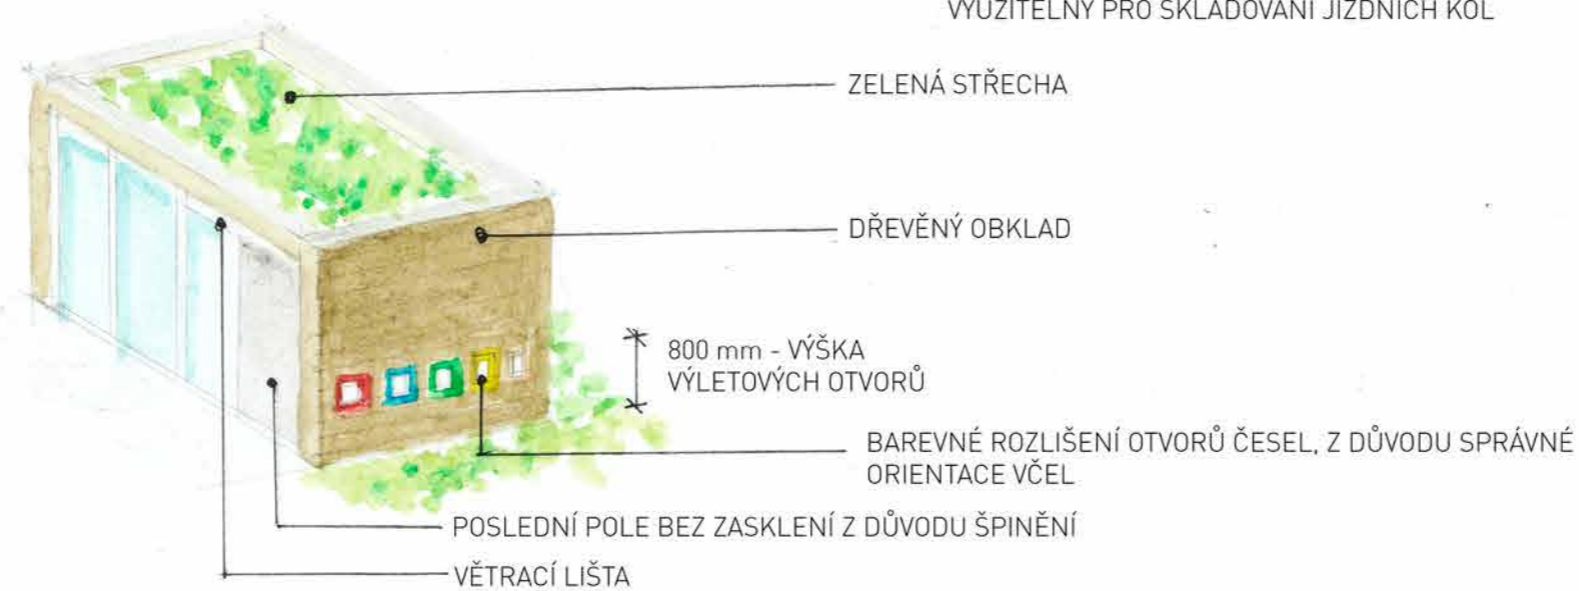 VYUŽITELNÝ PRO SKLADOVÁNÍ JÍZDNÍCH KOL
ZELENÁ STŘECHA
DŘEVĚNÝ OBKLAD
800 mm - VÝŠKA
VÝLETOVÝCH OTVORŮ
BAREVNÉ ROZLIŠENÍ OTVORŮ ČESEL, Z DŮVODU SPRÁVNÉ
ORIENTACE VČEL
POSLEDNÍ POLE BEZ ZASKLENÍ Z DŮVODU ŠPINĚNÍ
VĚTRACÍ LIŠTA